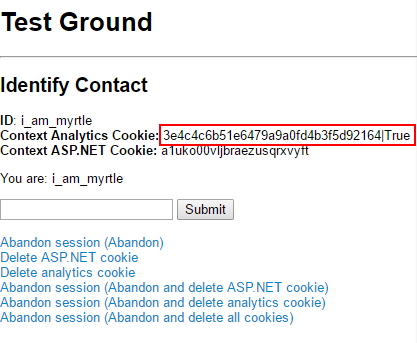 Test Ground
Identify Contact
ID: i_am_myrtle
Context Analytics Cookie: 3e4c4c6b51e6479a9a0fd4b3f5d92164|True
Context ASP.NET Cookie: a1uko00vljbraezusqrxvyft
You are: i_am_myrtle
Submit
Abandon session (Abandon)
Delete ASP.NET cookie
Delete analytics cookie
Abandon session (Abandon and delete ASP.NET cookie)
Abandon session (Abandon and delete analytics cookie)
Abandon session (Abandon and delete all cookies)